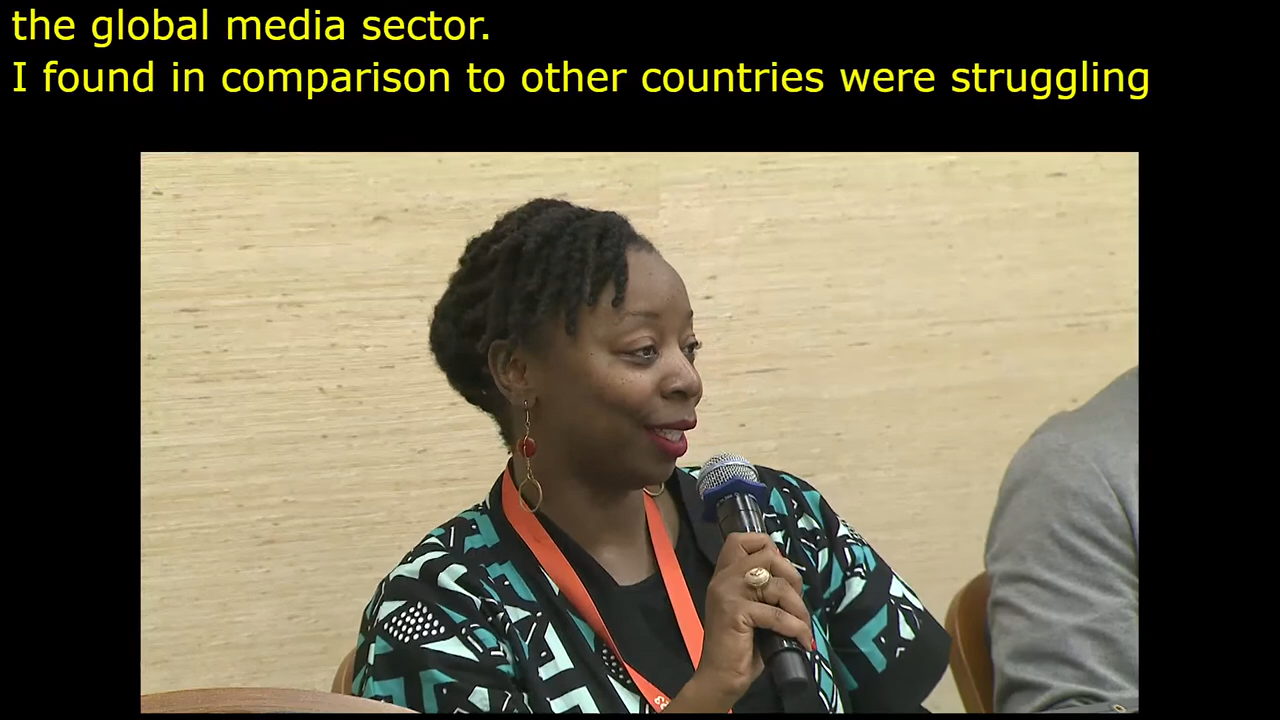 the global media sector.
I found in comparison to other countries were struggling